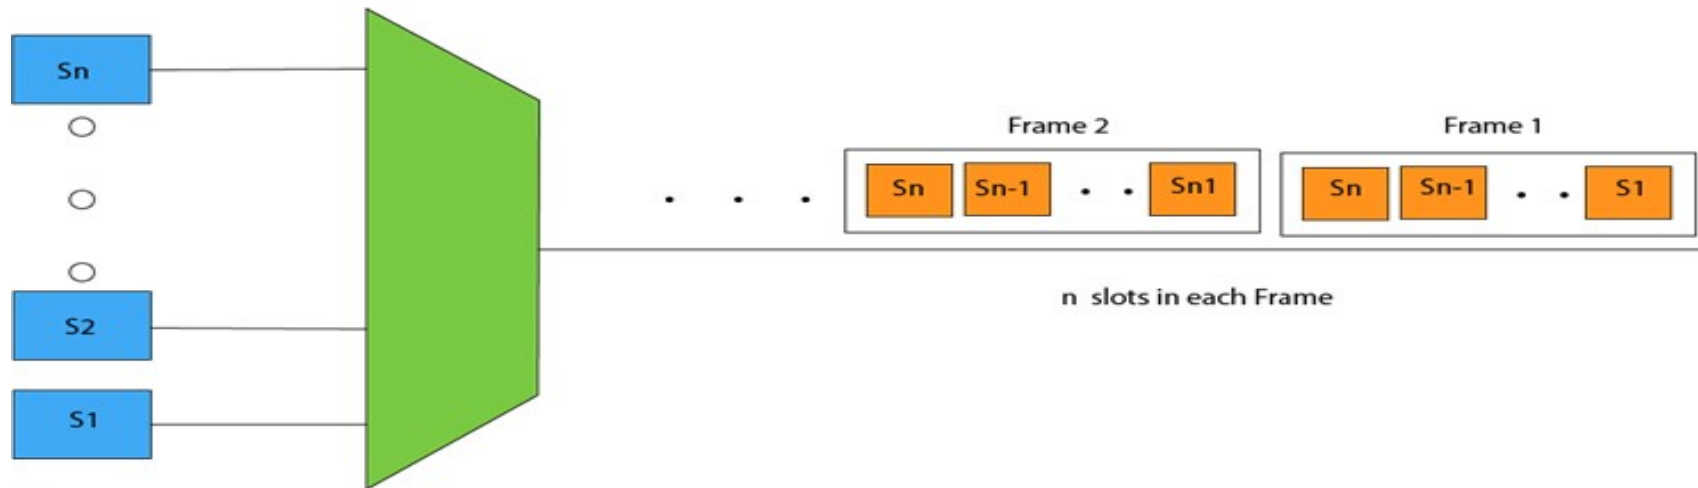 Sn
S2
S1
Frame 2
Sn Sn-1 Sn1
Frame 1
Sn Sn-1 S1
n slots in each Frame